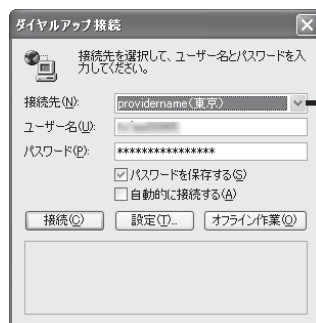 ダイヤルアップ接続
接続先を選択して、ユーザー名とパスワードを入
力してください。
接続先(N): providername(東京)
ユーザー名(U):
パスワード(P): ****************
パスワードを保存する(S)
自動的に接続する(A)
接続(C) 設定(T)... オフライン作業(O)